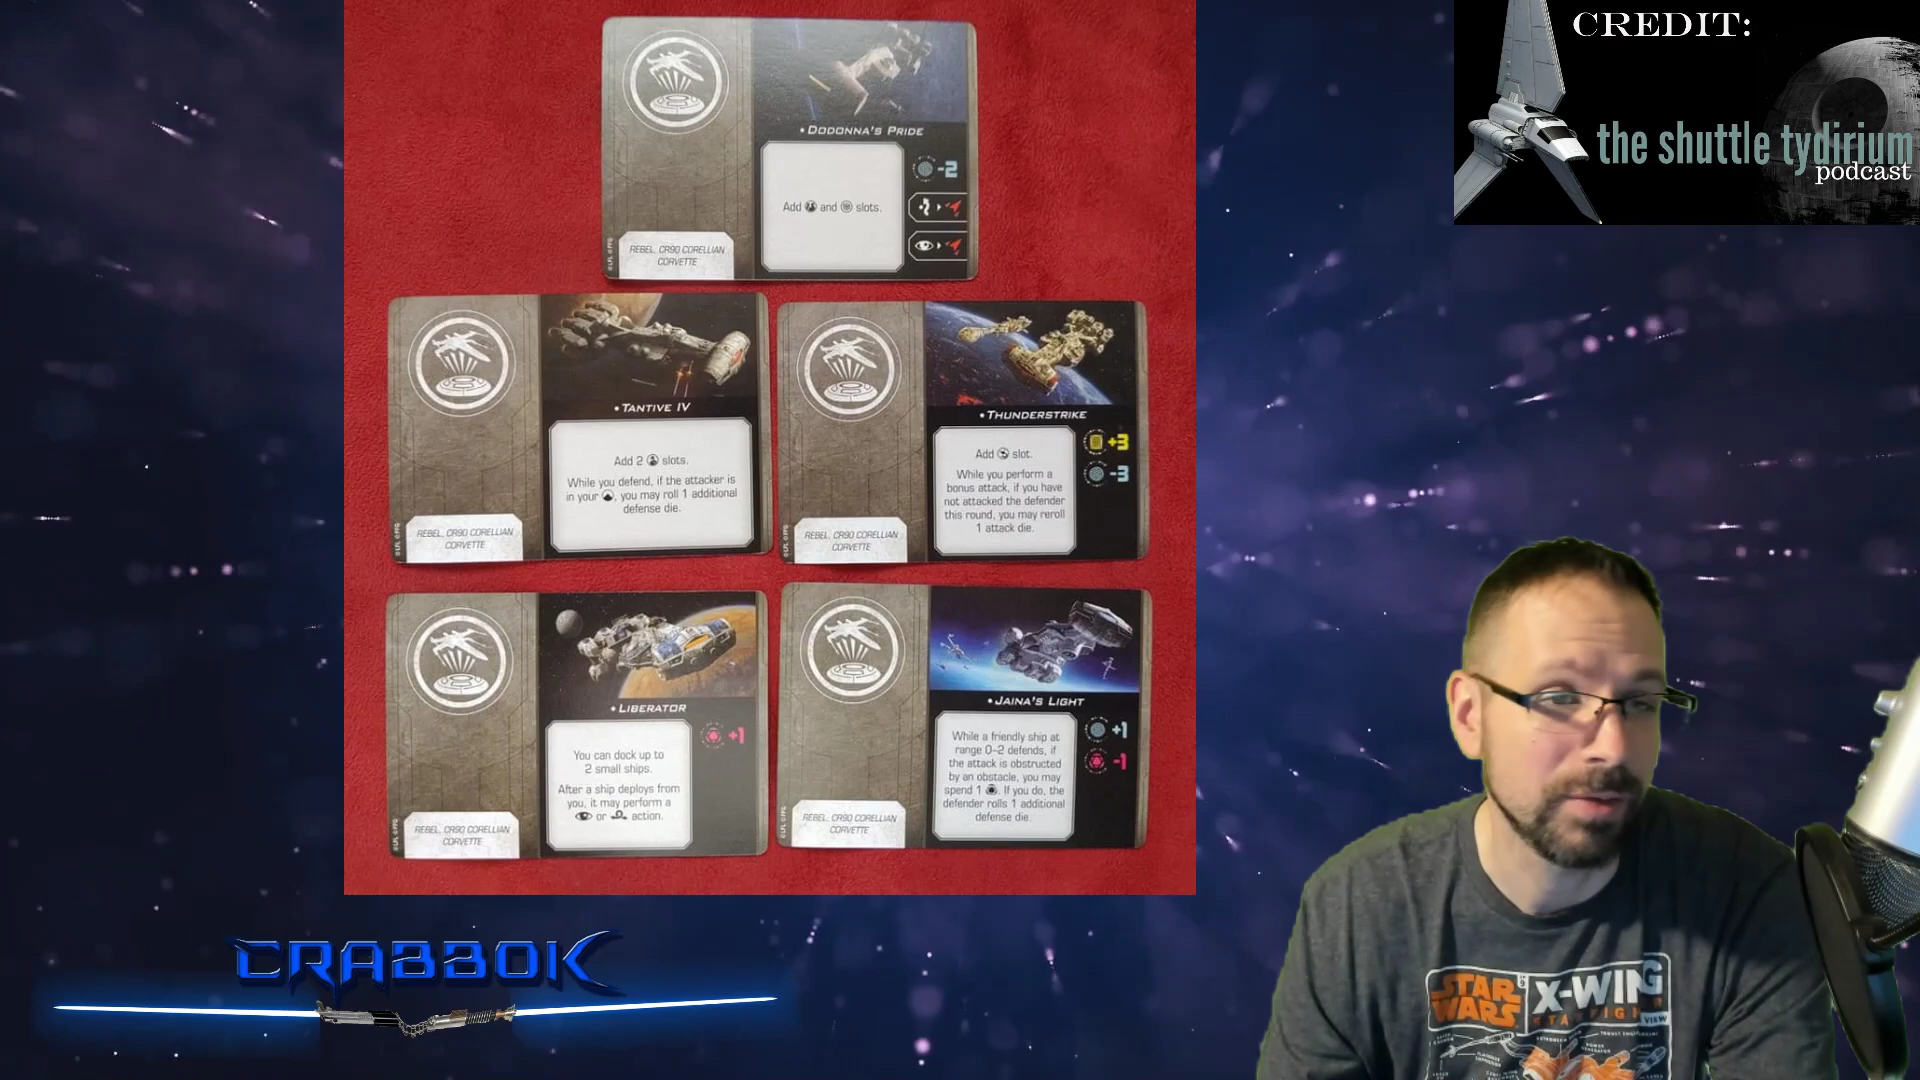 CREDIT:
the shuttle tydirium
podcast
• DODONNA'S PRIDE
-2
Add and slots.
REBEL. CR90 CORELLIAN
CORVETTE
• TANTIVE IV
Add 2 slots.
While you defend, if the attacker is
in your , you may roll 1 additional
defense die.
REBEL. CR90 CORELLIAN
CORVETTE
• THUNDERSTRIKE
+3
-3
Add slot.
While you perform a
bonus attack, if you have
not attacked the defender
this round, you may reroll
1 attack die.
REBEL. CR90 CORELLIAN
CORVETTE
• LIBERATOR
+1
You can dock up to
2 small ships.
After a ship deploys from
you, it may perform a
or action.
REBEL. CR90 CORELLIAN
CORVETTE
• JAINA'S LIGHT
+1
-1
While a friendly ship at
range 0-2 defends, if
the attack is obstructed
by an obstacle, you may
spend 1 . If you do, the
defender rolls 1 additional
defense die.
REBEL. CR90 CORELLIAN
CORVETTE
CRABBOK
STAR WARS
X-WING
VIEW